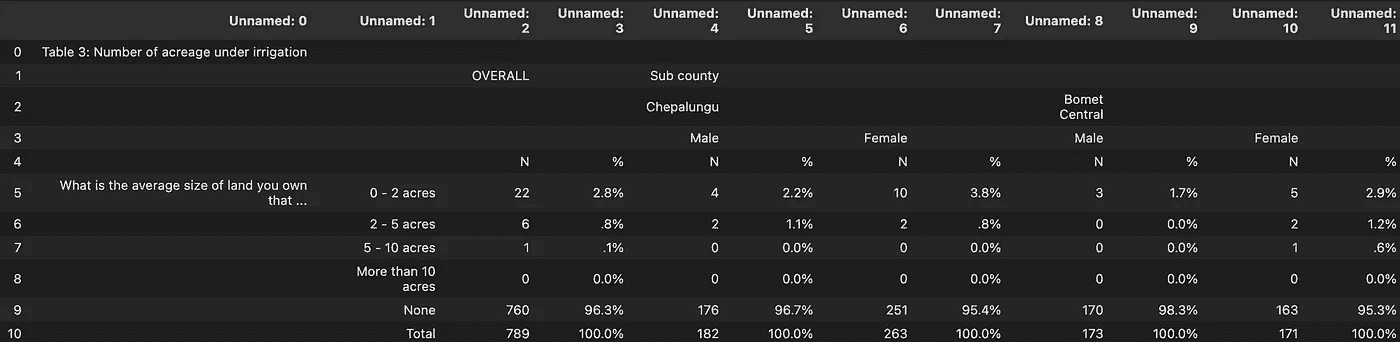 Unnamed: 0 Unnamed: 1 Unnamed: 2 Unnamed: 3 Unnamed: 4 Unnamed: 5 Unnamed: 6 Unnamed: 7 Unnamed: 8 Unnamed: 9 Unnamed: 10 Unnamed: 11
0 Table 3: Number of acreage under irrigation
1 OVERALL Sub county
2 Chepalungu Bomet Central
3 Male Female Male Female
4 N % N % N % N % N %
5 What is the average size of land you own that ... 0 - 2 acres 22 2.8% 4 2.2% 10 3.8% 3 1.7% 5 2.9%
6 2 - 5 acres 6 .8% 2 1.1% 2 .8% 0 0.0% 2 1.2%
7 5 - 10 acres 1 .1% 0 0.0% 0 0.0% 0 0.0% 1 .6%
8 More than 10 acres 0 0.0% 0 0.0% 0 0.0% 0 0.0% 0 0.0%
9 None 760 96.3% 176 96.7% 251 95.4% 170 98.3% 163 95.3%
10 Total 789 100.0% 182 100.0% 263 100.0% 173 100.0% 171 100.0%